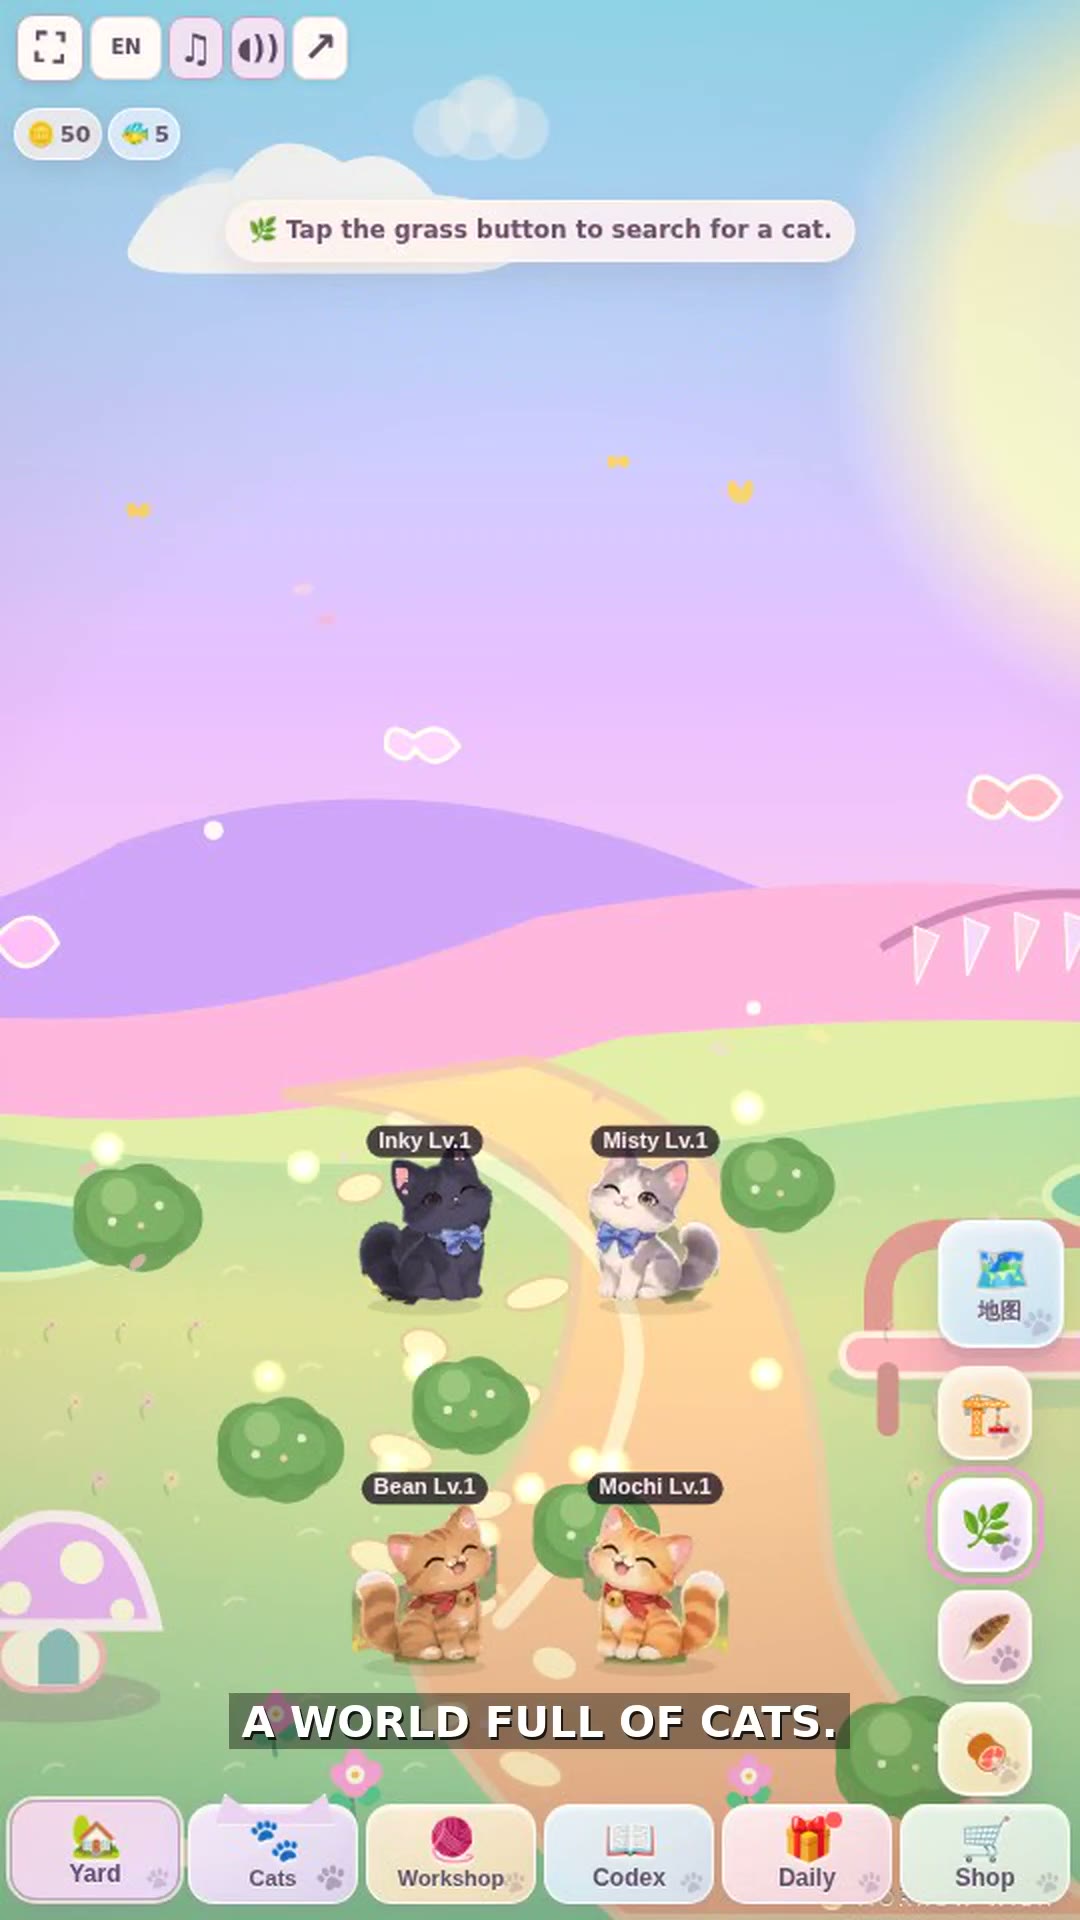 EN
50
5
Tap the grass button to search for a cat.
Inky Lv.1
Misty Lv.1
地图
Bean Lv.1
Mochi Lv.1
A WORLD FULL OF CATS.
Yard
Cats
Workshop
Codex
Daily
Shop